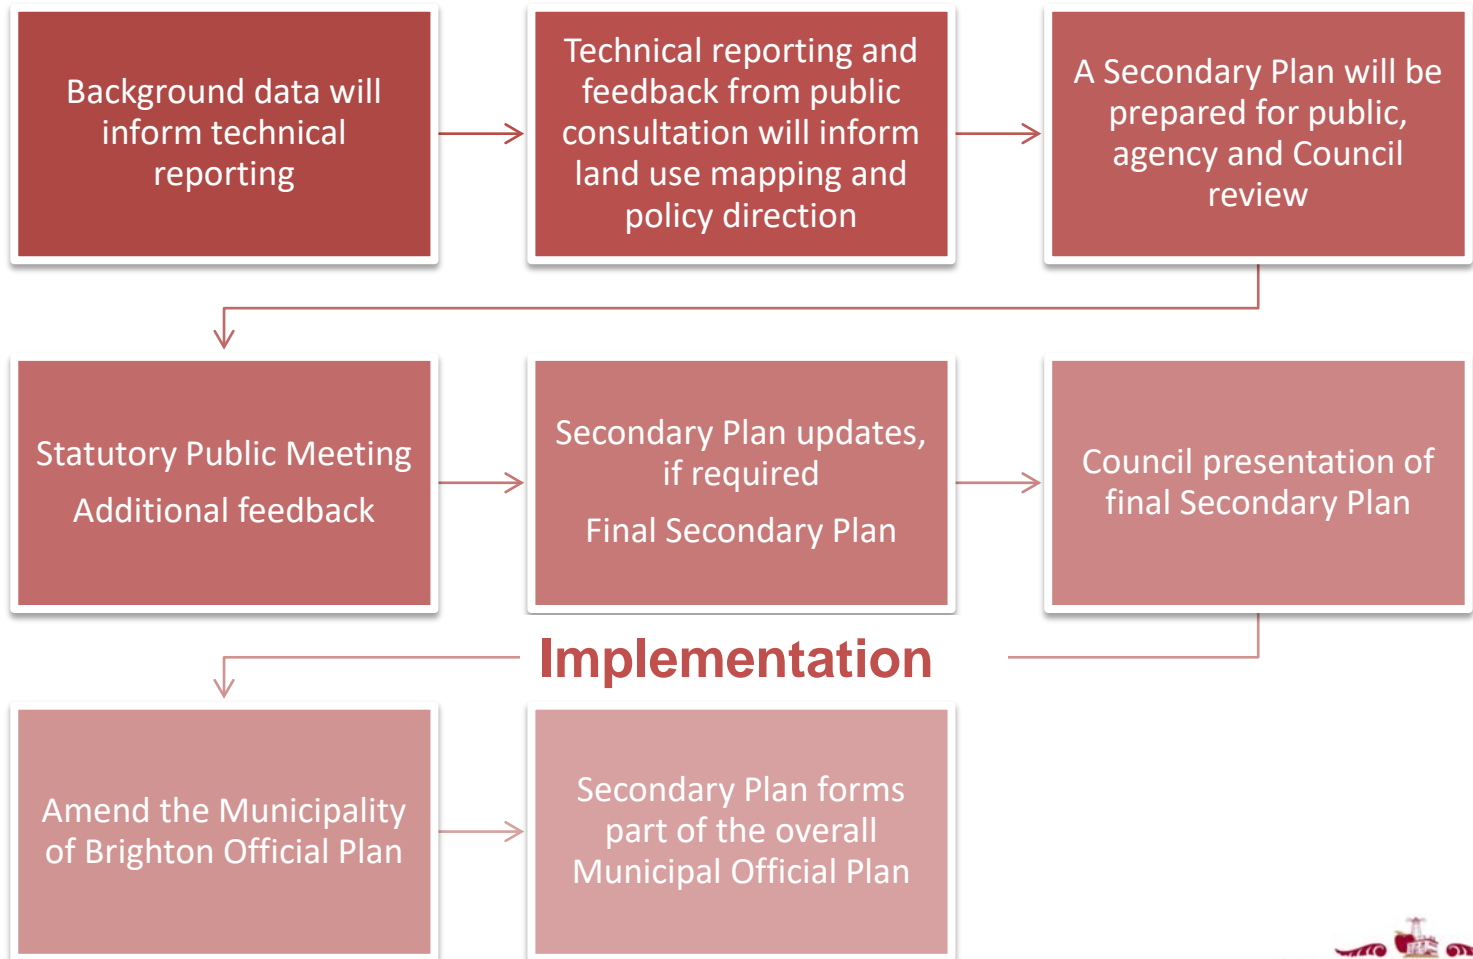 Background data will
inform technical
reporting
Technical reporting and
feedback from public
consultation will inform
land use mapping and
policy direction
A Secondary Plan will be
prepared for public,
agency and Council
review
Statutory Public Meeting
Additional feedback
Secondary Plan updates,
if required
Final Secondary Plan
Council presentation of
final Secondary Plan
Implementation
Amend the Municipality
of Brighton Official Plan
Secondary Plan forms
part of the overall
Municipal Official Plan